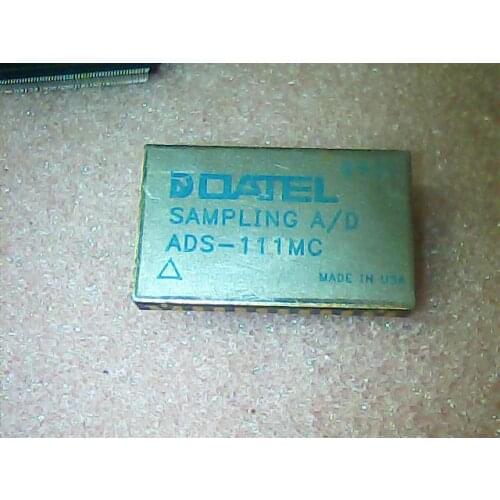 DATEL
SAMPLING A/D
ADS-111MC
MADE IN USA